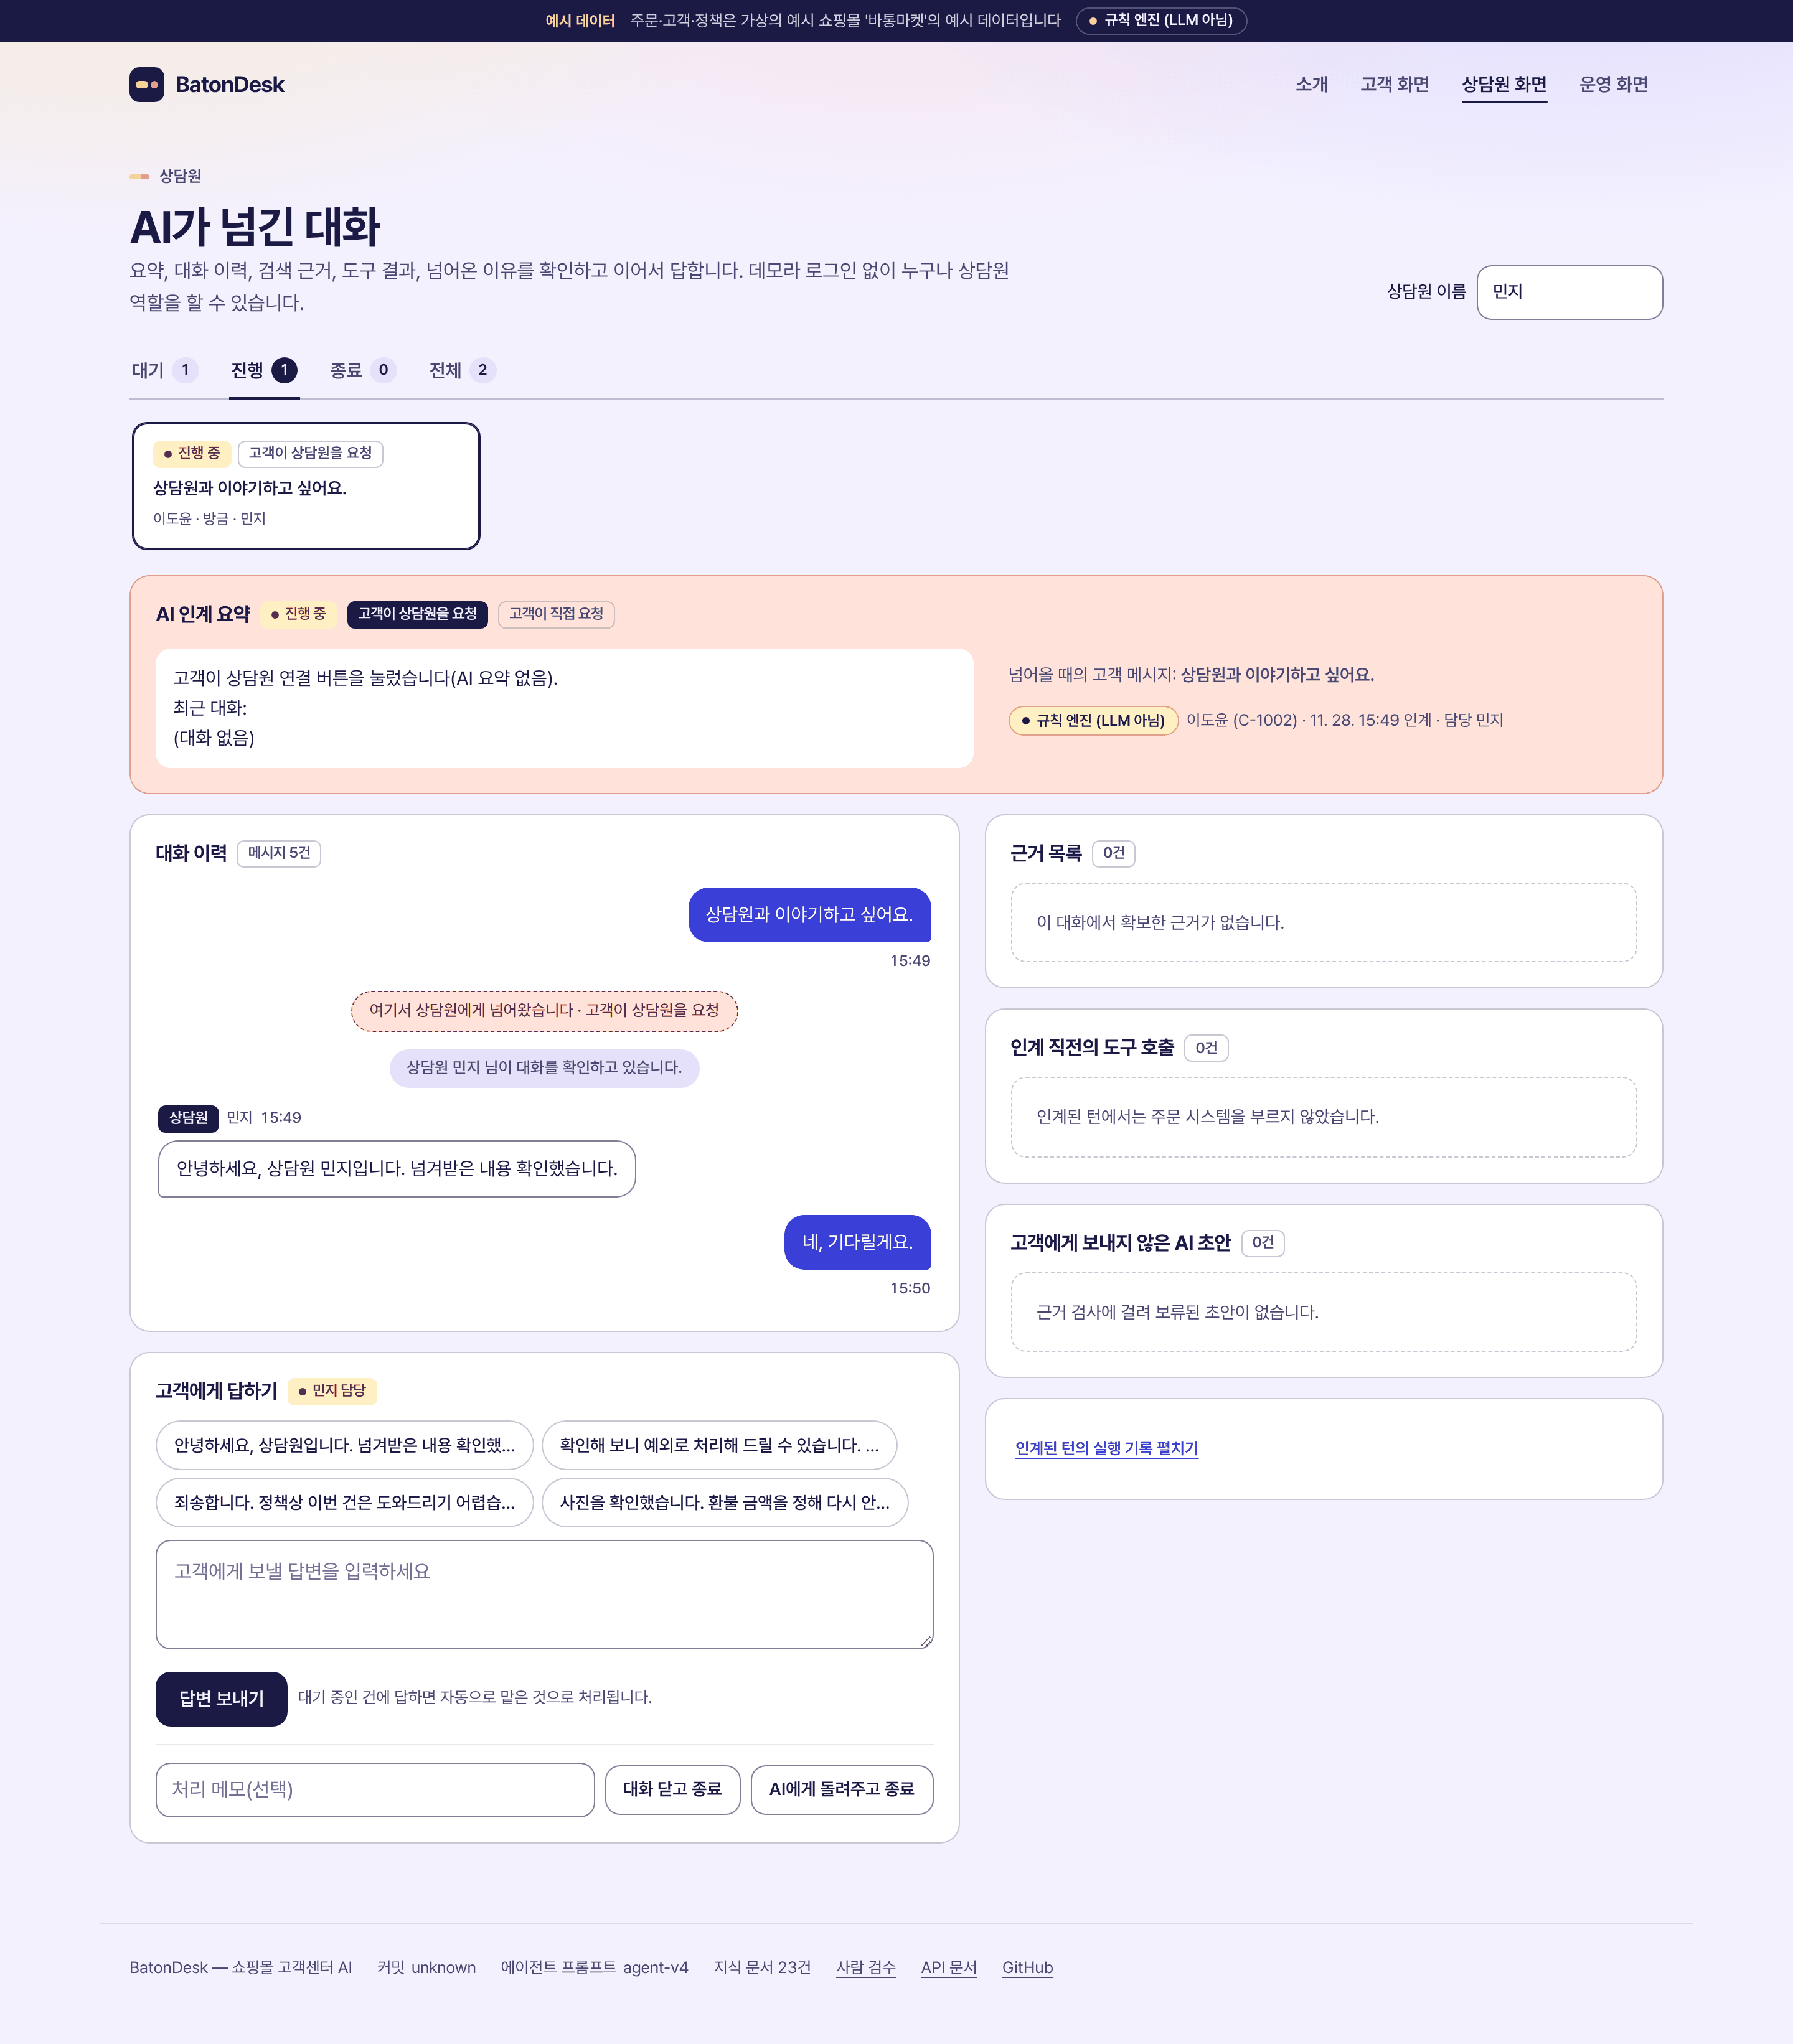 예시 데이터 주문·고객·정책은 가상의 예시 쇼핑몰 '바통마켓'의 예시 데이터입니다 규칙 엔진 (LLM 아님)
BatonDesk 소개 고객 화면 상담원 화면 운영 화면
상담원
AI가 넘긴 대화
요약, 대화 이력, 검색 근거, 도구 결과, 넘어온 이유를 확인하고 이어서 답합니다. 데모라 로그인 없이 누구나 상담원
역할을 할 수 있습니다.
상담원 이름 민지
대기 1 진행 1 종료 0 전체 2
진행 중 고객이 상담원을 요청
상담원과 이야기하고 싶어요.
이도윤 · 방금 · 민지
AI 인계 요약 진행 중 고객이 상담원을 요청 고객이 직접 요청
고객이 상담원 연결 버튼을 눌렀습니다(AI 요약 없음).
최근 대화:
(대화 없음)
넘어올 때의 고객 메시지: 상담원과 이야기하고 싶어요.
규칙 엔진 (LLM 아님) 이도윤 (C-1002) · 11. 28. 15:49 인계 · 담당 민지
대화 이력 메시지 5건
상담원과 이야기하고 싶어요.
15:49
여기서 상담원에게 넘어왔습니다 · 고객이 상담원을 요청
상담원 민지 님이 대화를 확인하고 있습니다.
상담원 민지 15:49
안녕하세요, 상담원 민지입니다. 넘겨받은 내용 확인했습니다.
네, 기다릴게요.
15:50
고객에게 답하기 민지 담당
안녕하세요, 상담원입니다. 넘겨받은 내용 확인했...
확인해 보니 예외로 처리해 드릴 수 있습니다. ...
죄송합니다. 정책상 이번 건은 도와드리기 어렵습...
사진을 확인했습니다. 환불 금액을 정해 다시 안...
고객에게 보낼 답변을 입력하세요
답변 보내기 대기 중인 건에 답하면 자동으로 맡은 것으로 처리됩니다.
처리 메모(선택) 대화 닫고 종료 AI에게 돌려주고 종료
근거 목록 0건
이 대화에서 확보한 근거가 없습니다.
인계 직전의 도구 호출 0건
인계된 턴에서는 주문 시스템을 부르지 않았습니다.
고객에게 보내지 않은 AI 초안 0건
근거 검사에 걸려 보류된 초안이 없습니다.
인계된 턴의 실행 기록 펼치기
BatonDesk — 쇼핑몰 고객센터 AI 커밋 unknown 에이전트 프롬프트 agent-v4 지식 문서 23건 사람 검수 API 문서 GitHub